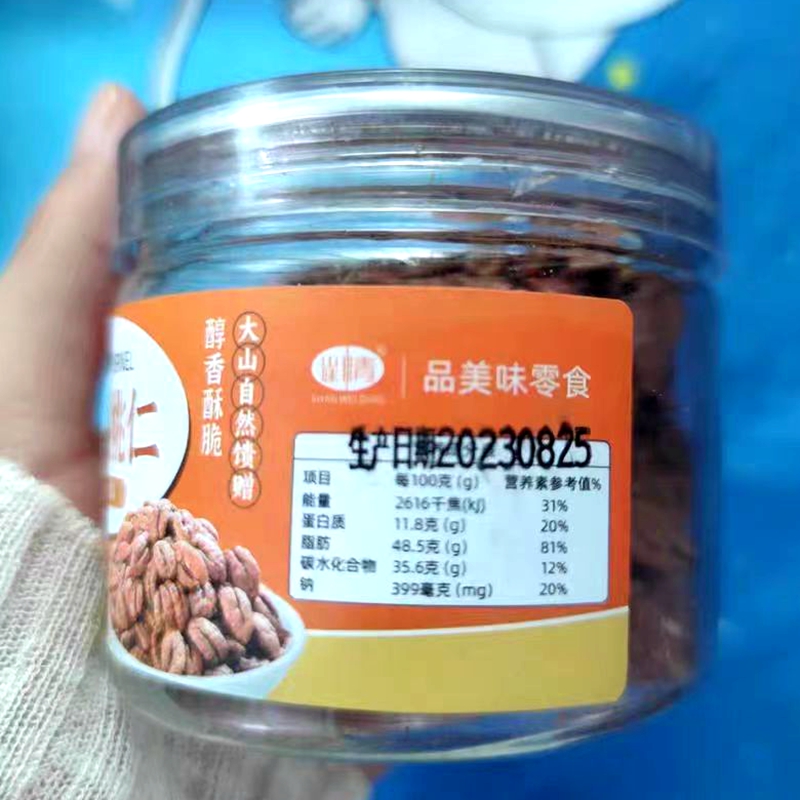 大山自然馈赠
醇香酥脆
桃仁
品美味零食
生产日期20230825
项目 每100克 (g) 营养素参考值%
能量 2616千焦(kJ) 31%
蛋白质 11.8克 (g) 20%
脂肪 48.5克 (g) 81%
碳水化合物 35.6克 (g) 12%
钠 399毫克 (mg) 20%